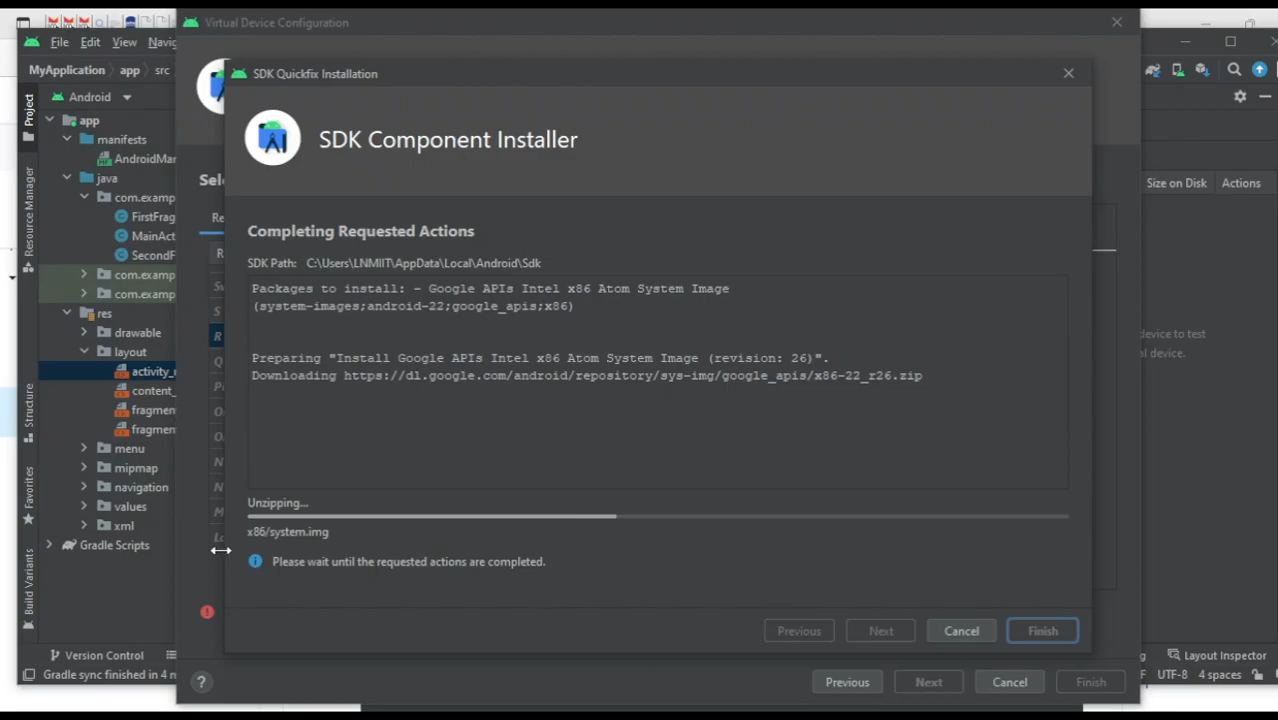 Virtual Device Configuration
File Edit View Navig
MyApplication app src
SDK Quickfix Installation
SDK Component Installer
Project
Android
app
manifests
AndroidMan
java
com.examp
FirstFrag
MainAct
SecondF
com.examp
com.examp
res
drawable
layout
activity_
content_
fragmen
fragmen
menu
mipmap
navigation
values
xml
Gradle Scripts
Resource Manager
Structure
Favorites
Build Variants
Sele
Re
Completing Requested Actions
SDK Path: C:\Users\LNMIIT\AppData\Local\Android\Sdk
Packages to install: - Google APIs Intel x86 Atom System Image
(system-images;android-22;google_apis;x86)
Preparing "Install Google APIs Intel x86 Atom System Image (revision: 26)".
Downloading https://dl.google.com/android/repository/sys-img/google_apis/x86-22_r26.zip
Unzipping...
x86/system.img
Please wait until the requested actions are completed.
Previous Next Cancel Finish
? Previous Next Cancel Finish
Size on Disk Actions
device to test
al device.
Version Control
Layout Inspector
Gradle sync finished in 4 m
UTF-8 4 spaces